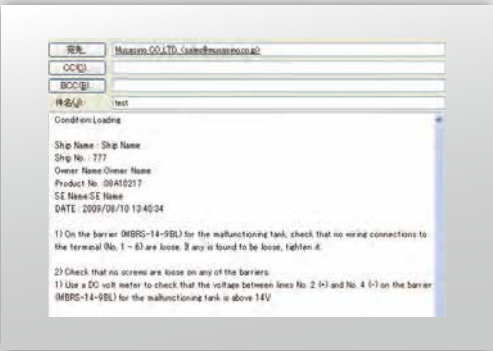 宛先 Musasino CO.,LTD. (sales@musasino.co.jp)
CC(C)
BCC(B)
件名(J): test
Condition:Loading
Ship Name : Ship Name
Ship No. : 777
Owner Name:Owner Name
Product No. :08A10217
SE Name:SE Name
DATE : 2009/08/10 13:40:34
1) On the barrier (MBRS-14-9BL) for the malfunctioning tank, check that no wiring connections to
the terminal (No. 1 - 6) are loose. If any is found to be loose, tighten it.
2) Check that no screws are loose on any of the barriers.
1) Use a DC volt meter to check that the voltage between lines No. 2 (+) and No. 4 (-) on the barrier
(MBRS-14-9BL) for the malfunctioning tank is above 14V